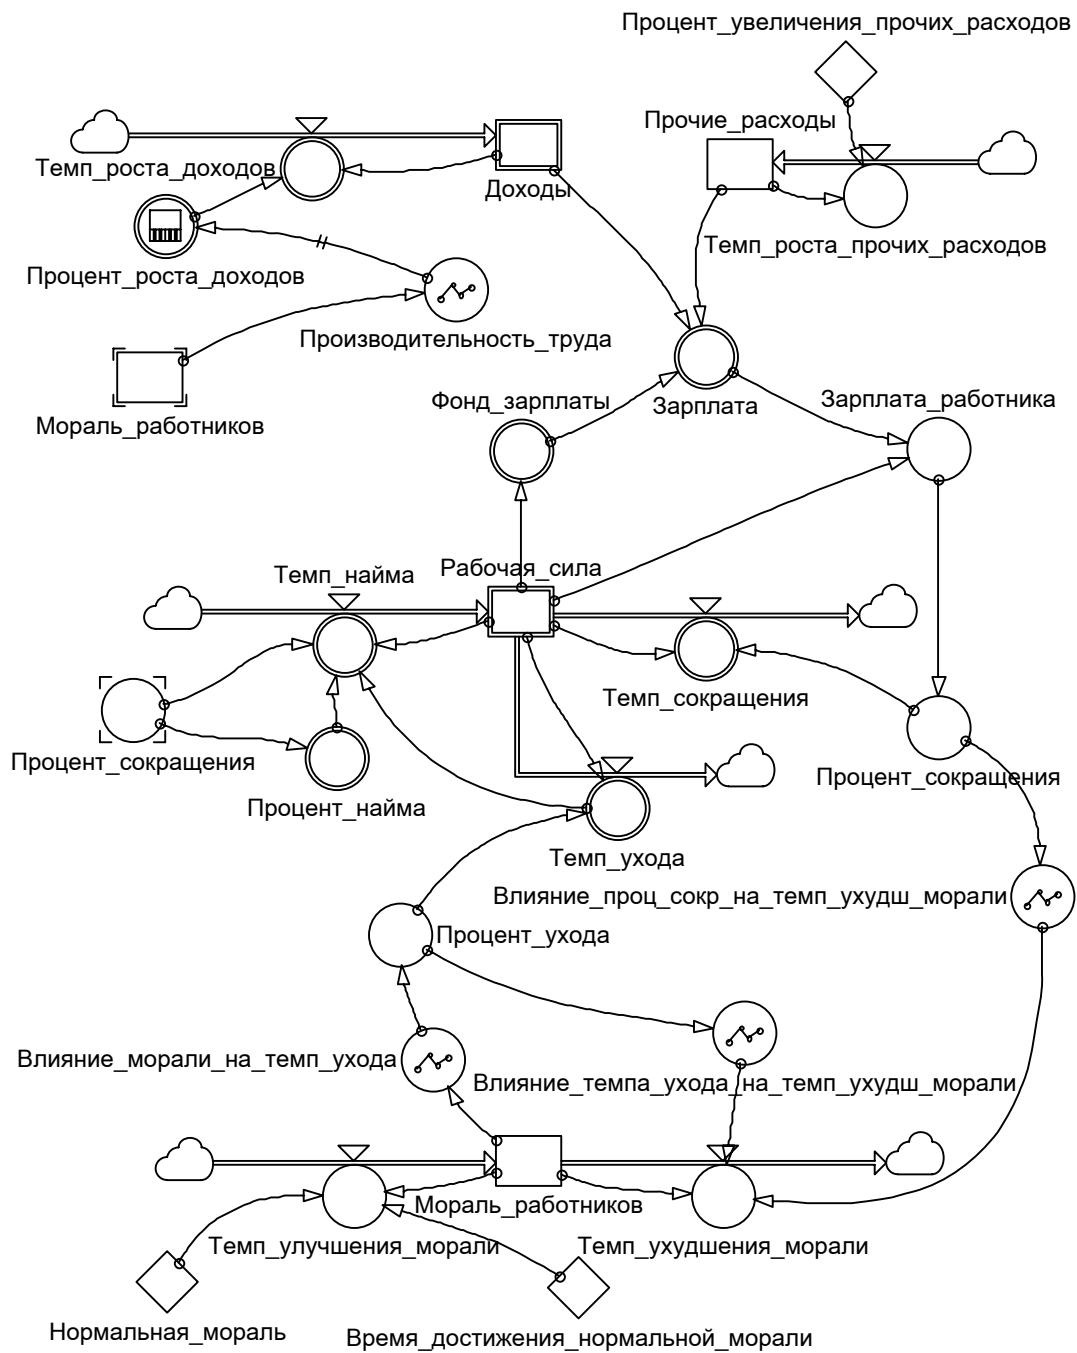 Процент_увеличения_прочих_расходов
Прочие_расходы
Темп_роста_доходов
Доходы
Темп_роста_прочих_расходов
Процент_роста_доходов
Производительность_труда
Мораль_работников
Фонд_зарплаты
Зарплата
Зарплата_работника
Темп_найма
Рабочая_сила
Темп_сокращения
Процент_сокращения
Процент_сокращения
Процент_найма
Темп_ухода
Влияние_проц_сокр_на_темп_ухудш_морали
Процент_ухода
Влияние_морали_на_темп_ухода
Влияние_темпа_ухода_на_темп_ухудш_морали
Мораль_работников
Темп_улучшения_морали
Темп_ухудшения_морали
Нормальная_мораль
Время_достижения_нормальной_морали